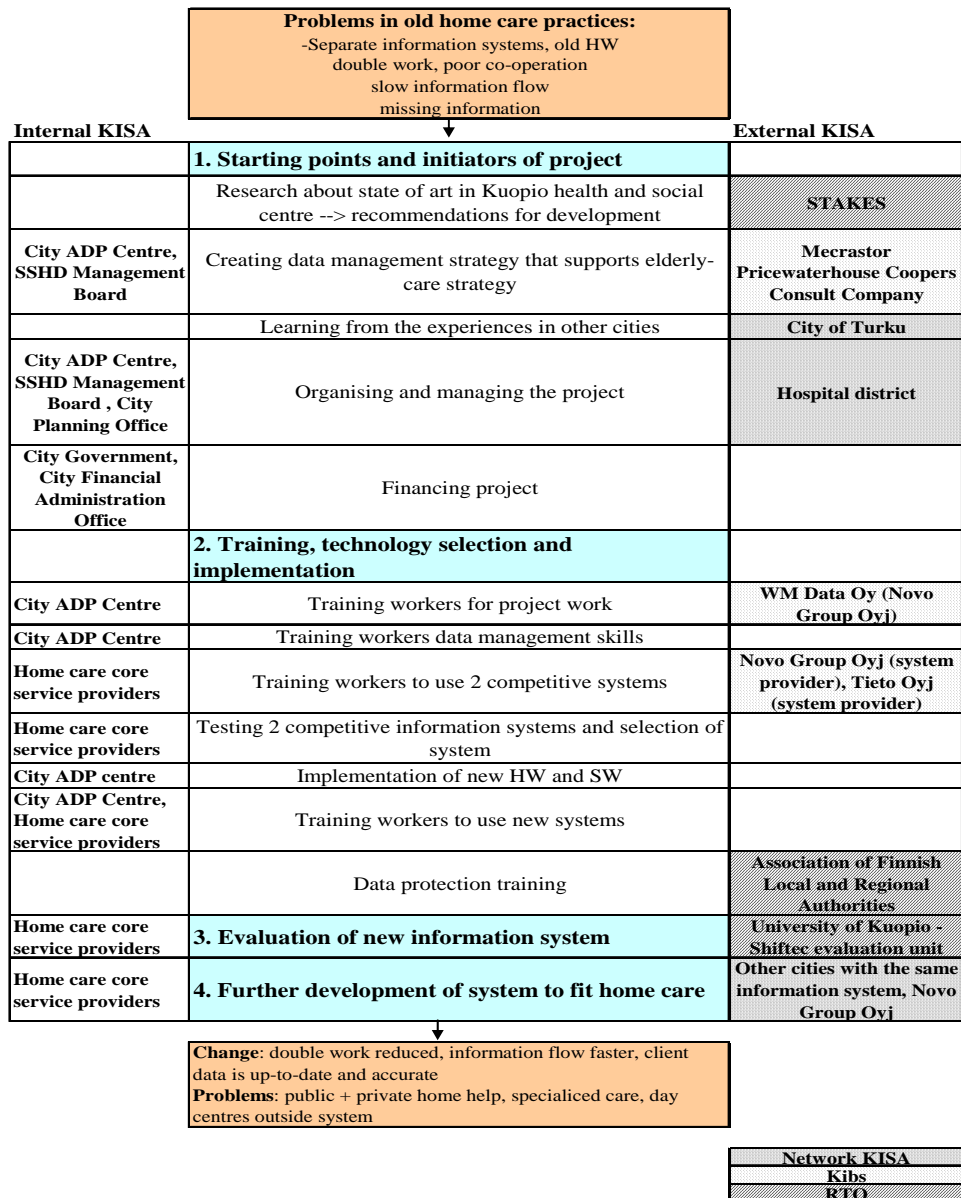 Problems in old home care practices:
-Separate information systems, old HW
double work, poor co-operation
slow information flow
missing information
Internal KISA
External KISA
1. Starting points and initiators of project
Research about state of art in Kuopio health and social
centre --> recommendations for development
STAKES
City ADP Centre,
SSHD Management
Board
Creating data management strategy that supports elderly-
care strategy
Mecrastor
Pricewaterhouse Coopers
Consult Company
Learning from the experiences in other cities
City of Turku
City ADP Centre,
SSHD Management
Board , City
Planning Office
Organising and managing the project
Hospital district
City Government,
City Financial
Administration
Office
Financing project
2. Training, technology selection and
implementation
City ADP Centre
Training workers for project work
WM Data Oy (Novo
Group Oyj)
City ADP Centre
Training workers data management skills
Home care core
service providers
Training workers to use 2 competitive systems
Novo Group Oyj (system
provider), Tieto Oyj
(system provider)
Home care core
service providers
Testing 2 competitive information systems and selection of
system
City ADP centre
Implementation of new HW and SW
City ADP Centre,
Home care core
service providers
Training workers to use new systems
Data protection training
Association of Finnish
Local and Regional
Authorities
Home care core
service providers
3. Evaluation of new information system
University of Kuopio -
Shiftec evaluation unit
Home care core
service providers
4. Further development of system to fit home care
Other cities with the same
information system, Novo
Group Oyj
Change: double work reduced, information flow faster, client
data is up-to-date and accurate
Problems: public + private home help, specialiced care, day
centres outside system
Network KISA
Kibs
RTO